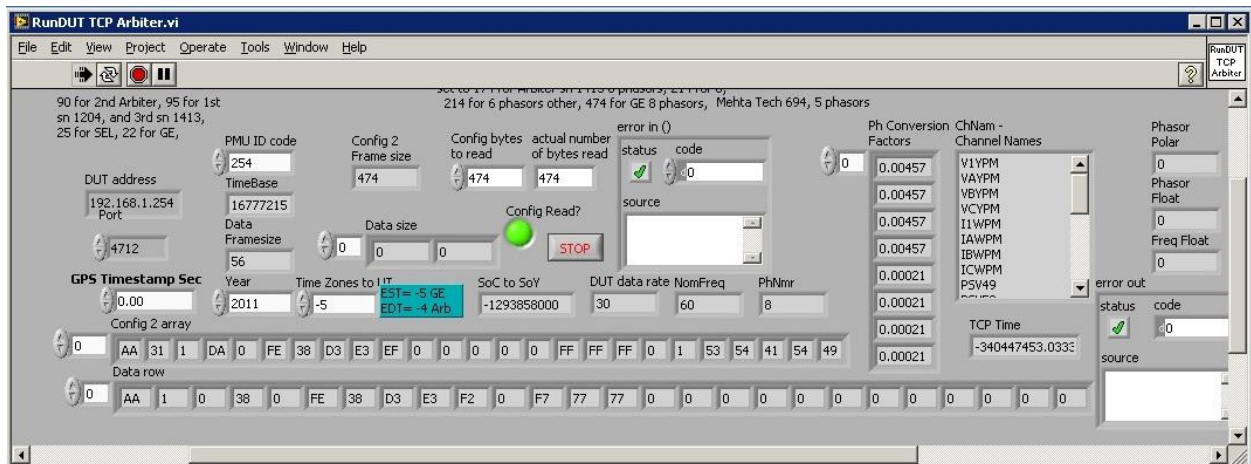 RunDUT TCP Arbiter.vi
File Edit View Project Operate Tools Window Help
RunDUT
TCP
Arbiter
90 for 2nd Arbiter, 95 for 1st
sn 1204, and 3rd sn 1413,
25 for SEL, 22 for GE,
214 for 6 phasors other, 474 for GE 8 phasors, Mehta Tech 694, 5 phasors
PMU ID code
254
Config 2
Frame size
474
Config bytes
to read
474
actual number
of bytes read
474
error in ()
status code
0
source
0
Ph Conversion
Factors
0.00457
0.00457
0.00457
0.00457
0.00021
0.00021
0.00021
0.00021
ChNam -
Channel Names
V1YPM
VAYPM
VBYPM
VCYPM
I1WPM
IAWPM
IBWPM
ICWPM
PSV49
Phasor
Polar
0
Phasor
Float
0
Freq Float
0
DUT address
192.168.1.254
Port
4712
TimeBase
16777215
Data
Framesize
56
Data size
0 0 0
Config Read?
STOP
GPS Timestamp Sec
0.00
Year
2011
Time Zones to UT
-5
EST= -5 GE
EDT= -4 Arb
SoC to SoY
-1293858000
DUT data rate
30
NomFreq
60
PhNmr
8
TCP Time
-340447453.0333
error out
status code
0
source
Config 2 array
0 AA 31 1 DA 0 FE 38 D3 E3 EF 0 0 0 0 0 FF FF FF 0 1 53 54 41 54 49
Data row
0 AA 1 0 38 0 FE 38 D3 E3 F2 0 F7 77 77 0 0 0 0 0 0 0 0 0 0 0